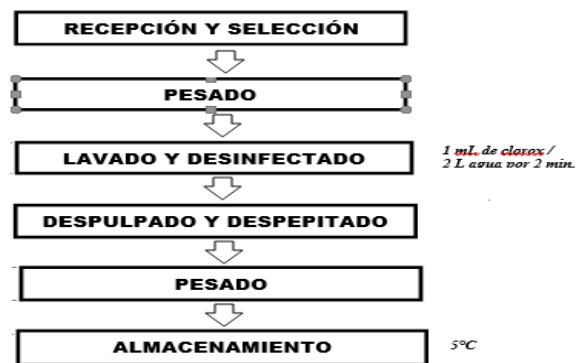 RECEPCIÓN Y SELECCIÓN
PESADO
LAVADO Y DESINFECTADO
1 mL de clorox /
2 L agua por 2 min.
DESPULPADO Y DESPEPITADO
PESADO
ALMACENAMIENTO
5°C